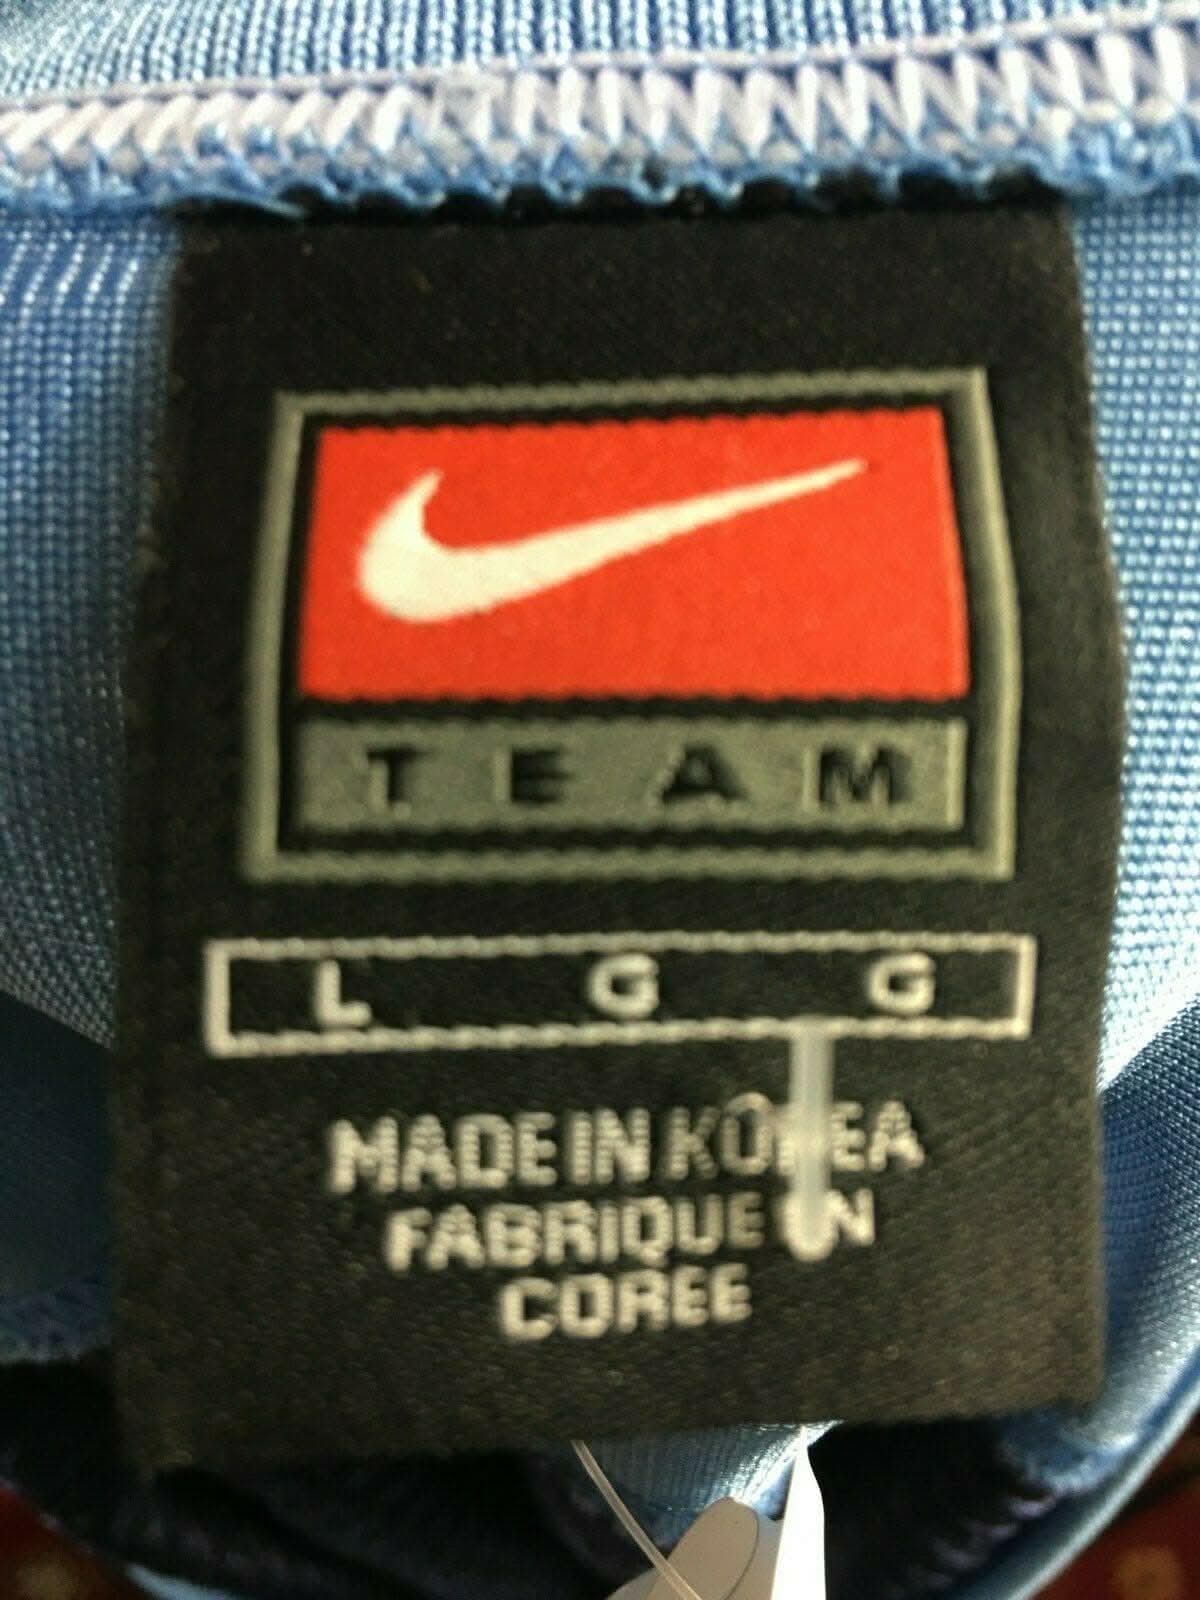 TEAM
L G G
MADE IN KOREA
FABRIQUE EN
COREE